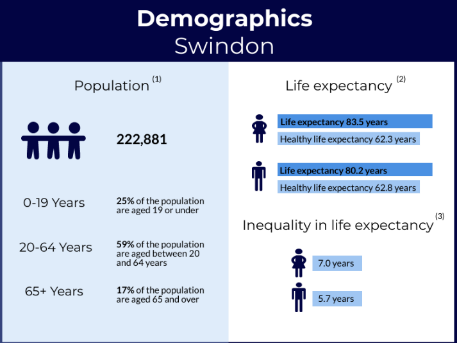 Demographics
Swindon
Population (1)
222,881
0-19 Years
25% of the population
are aged 19 or under
20-64 Years
59% of the population
are aged between 20
and 64 years
65+ Years
17% of the population
are aged 65 and over
Life expectancy (2)
Life expectancy 83.5 years
Healthy life expectancy 62.3 years
Life expectancy 80.2 years
Healthy life expectancy 62.8 years
Inequality in life expectancy (3)
7.0 years
5.7 years